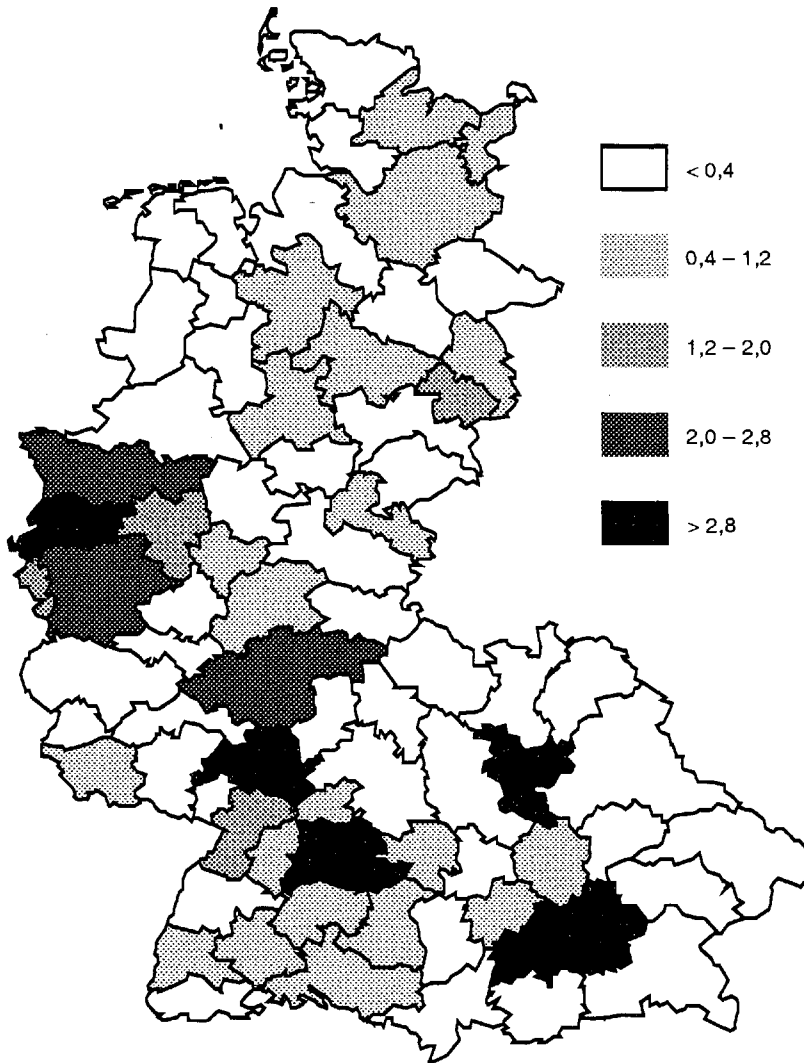 < 0,4
0,4 – 1,2
1,2 – 2,0
2,0 – 2,8
> 2,8